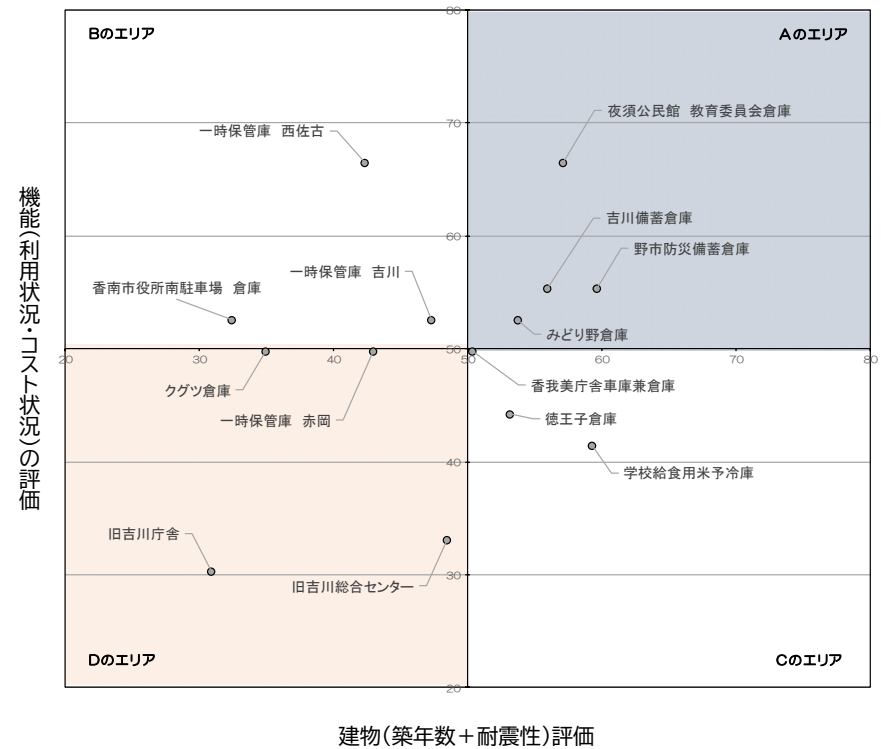 80
Bのエリア
Aのエリア
夜須公民館 教育委員会倉庫
70
一時保管庫 西佐古
吉川備蓄倉庫
60
野市防災備蓄倉庫
一時保管庫 吉川
香南市役所南駐車場 倉庫
みどり野倉庫
50
20
30
40
50
60
70
80
香我美庁舎車庫兼倉庫
クグツ倉庫
一時保管庫 赤岡
徳王子倉庫
40
学校給食用米予冷庫
旧吉川庁舎
30
旧吉川総合センター
Dのエリア
Cのエリア
20
機能(利用状況・コスト状況)の評価
建物(築年数+耐震性)評価